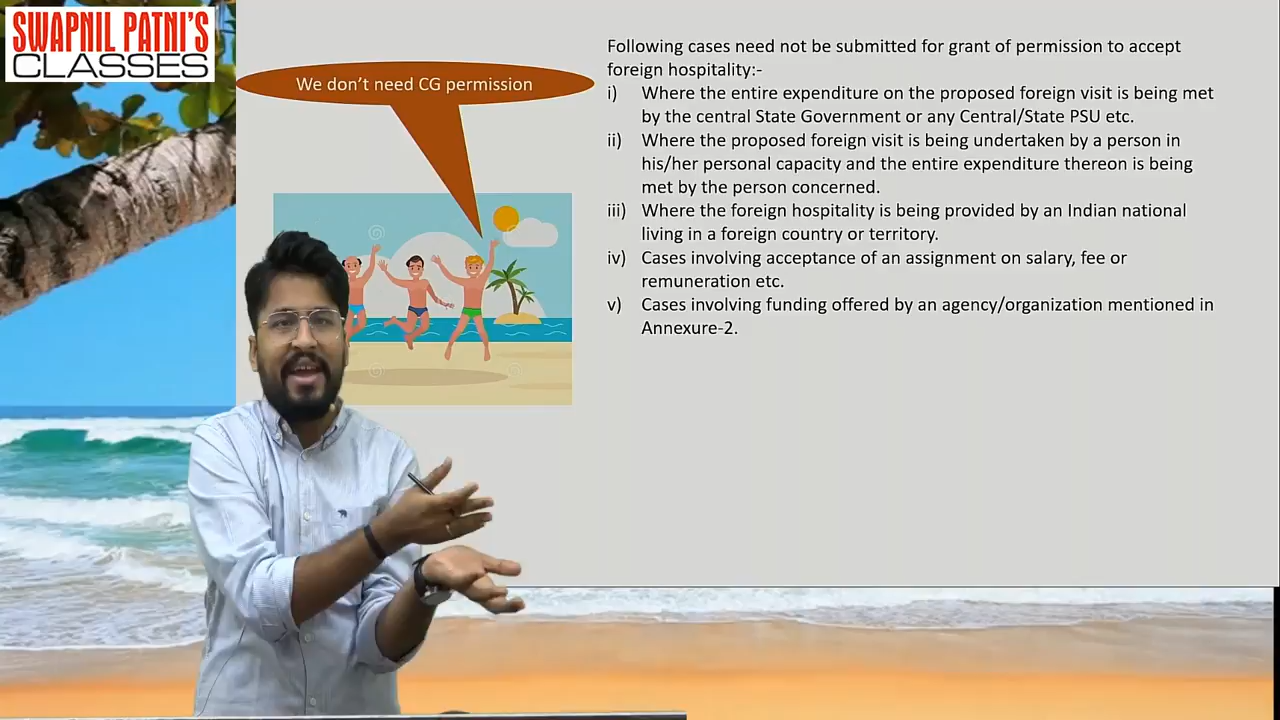 SWAPNIL PATNI'S
CLASSES
We don't need CG permission
Following cases need not be submitted for grant of permission to accept
foreign hospitality:-
i) Where the entire expenditure on the proposed foreign visit is being met
by the central State Government or any Central/State PSU etc.
ii) Where the proposed foreign visit is being undertaken by a person in
his/her personal capacity and the entire expenditure thereon is being
met by the person concerned.
iii) Where the foreign hospitality is being provided by an Indian national
living in a foreign country or territory.
iv) Cases involving acceptance of an assignment on salary, fee or
remuneration etc.
v) Cases involving funding offered by an agency/organization mentioned in
Annexure-2.